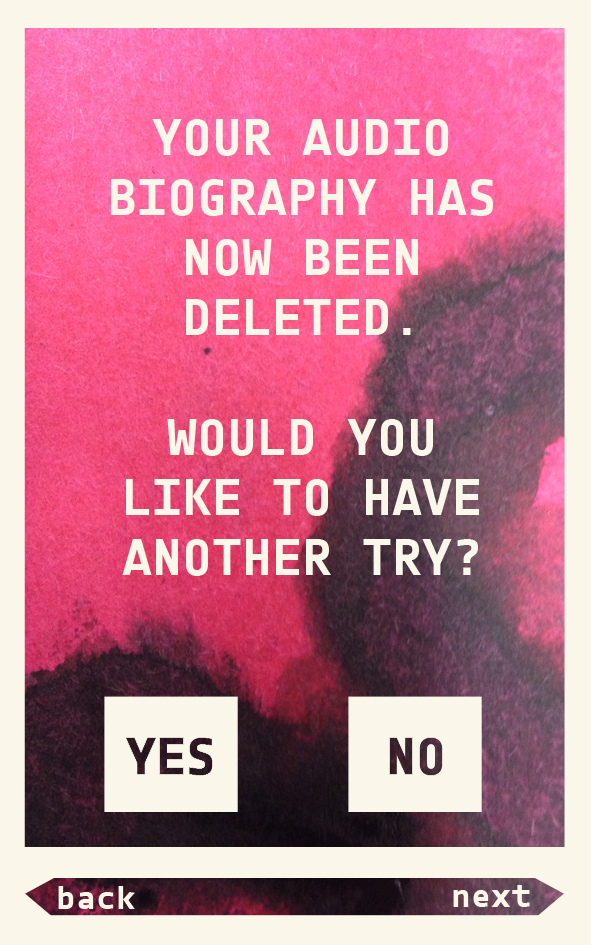 YOUR AUDIO
BIOGRAPHY HAS
NOW BEEN
DELETED.
WOULD YOU
LIKE TO HAVE
ANOTHER TRY?
YES NO
back next